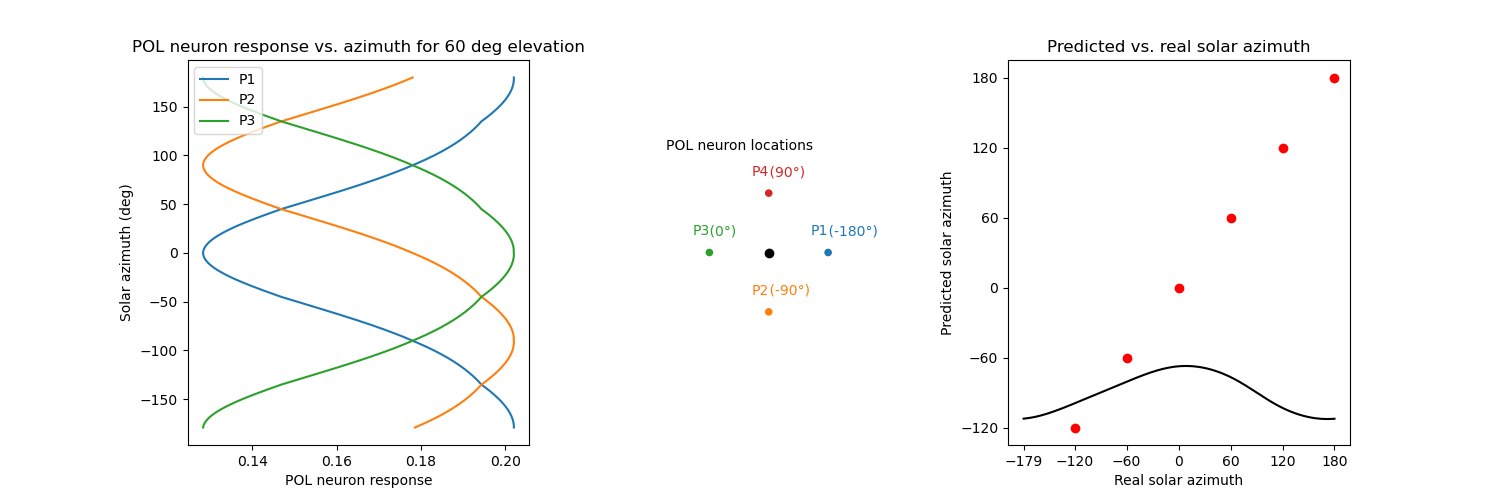 POL neuron response vs. azimuth for 60 deg elevation
P1
P2
P3
150
100
50
0
−50
−100
−150
Solar azimuth (deg)
0.14 0.16 0.18 0.20
POL neuron response
POL neuron locations
P4(90°)
P3(0°) P1(-180°)
P2(-90°)
Predicted vs. real solar azimuth
180
120
60
0
−60
−120
Predicted solar azimuth
−179 −120 −60 0 60 120 180
Real solar azimuth